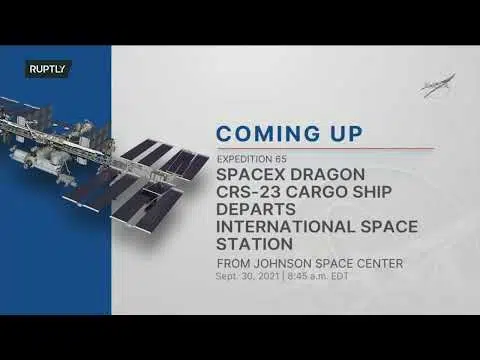 RUPTLY
COMING UP
EXPEDITION 65
SPACEX DRAGON
CRS-23 CARGO SHIP
DEPARTS
INTERNATIONAL SPACE
STATION
FROM JOHNSON SPACE CENTER
Sept. 30, 2021 | 8:45 a.m. EDT